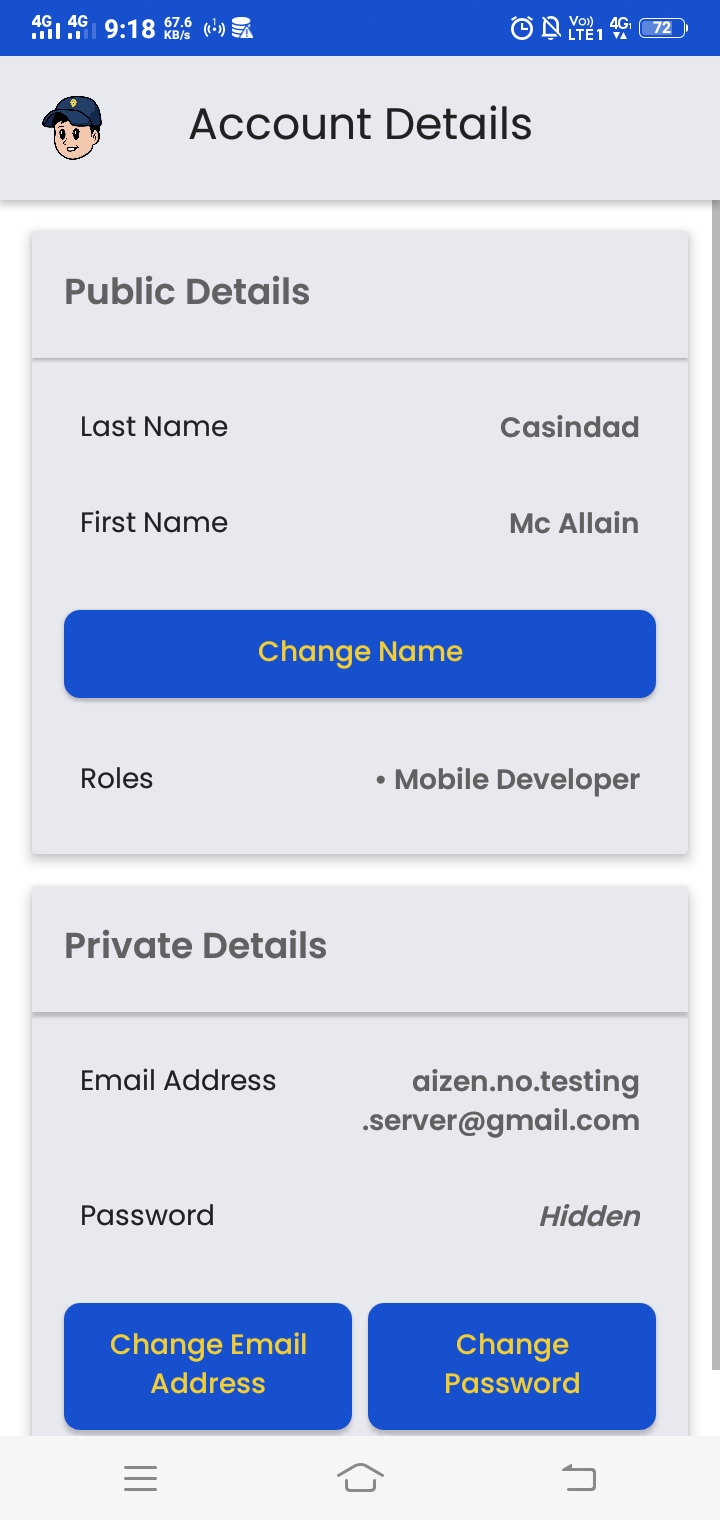 4G 4G 9:18 67.6 KB/s Vo)) LTE1 4G 72
Account Details
Public Details
Last Name Casindad
First Name Mc Allain
Change Name
Roles • Mobile Developer
Private Details
Email Address aizen.no.testing
.server@gmail.com
Password Hidden
Change Email Change
Address Password